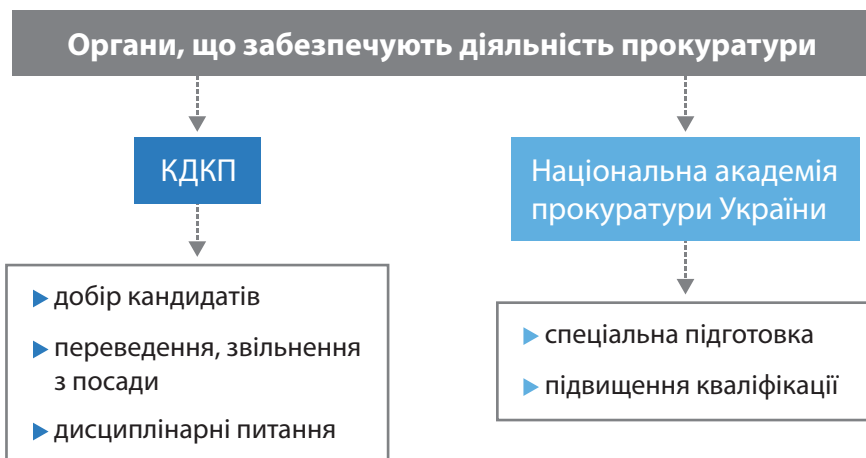 Органи, що забезпечують діяльність прокуратури
КДКП
добір кандидатів
переведення, звільнення
з посади
дисциплінарні питання
Національна академія
прокуратури України
спеціальна підготовка
підвищення кваліфікації